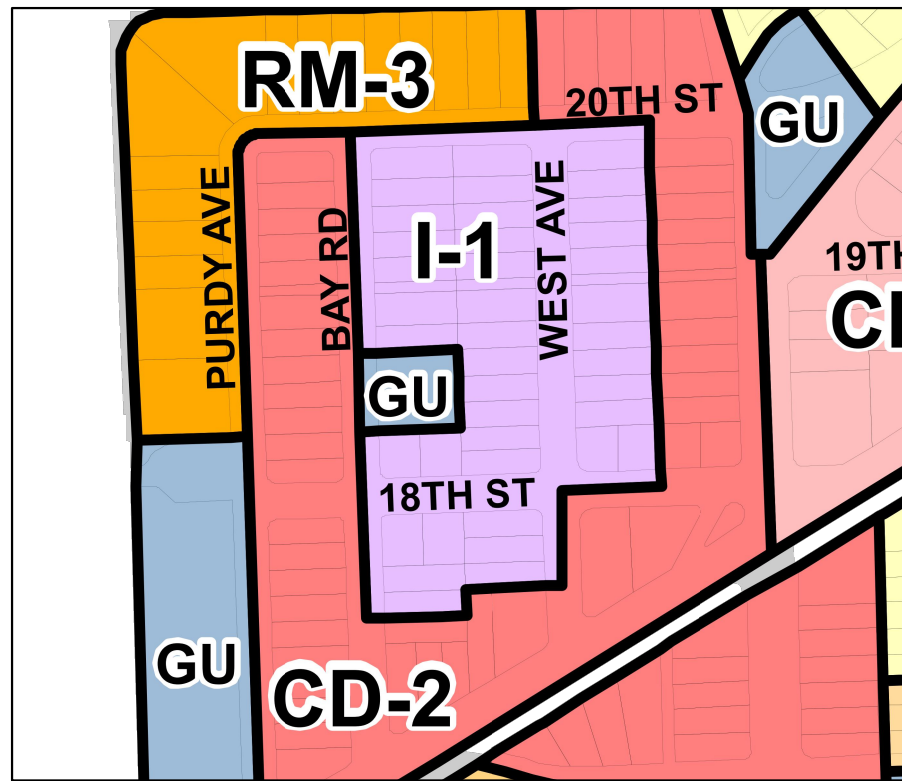 RM-3
20TH ST
GU
PURDY AVE
BAY RD
I-1
WEST AVE
19TH
GU
18TH ST
GU
CD-2